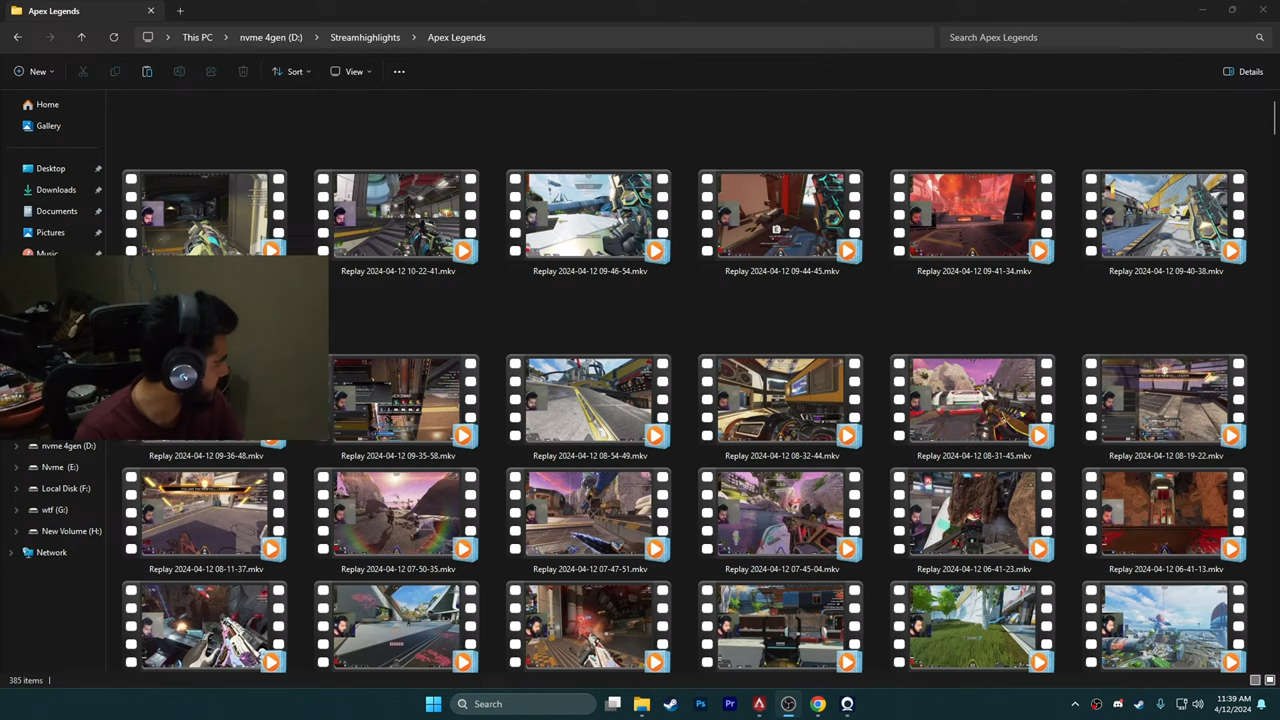 Apex Legends
This PC > nvme 4gen (D:) > Streamhighlights > Apex Legends
Search Apex Legends
New
Sort
View
Details
Home
Gallery
Desktop
Downloads
Documents
Pictures
Music
nvme 4gen (D:)
Nvme (E:)
Local Disk (F:)
wtf (G:)
New Volume (H:)
Network
Replay 2024-04-12 10-22-41.mkv
Replay 2024-04-12 09-46-54.mkv
Replay 2024-04-12 09-44-45.mkv
Replay 2024-04-12 09-41-34.mkv
Replay 2024-04-12 09-40-38.mkv
Replay 2024-04-12 09-36-48.mkv
Replay 2024-04-12 09-35-58.mkv
Replay 2024-04-12 08-54-49.mkv
Replay 2024-04-12 08-32-44.mkv
Replay 2024-04-12 08-31-45.mkv
Replay 2024-04-12 08-19-22.mkv
Replay 2024-04-12 08-11-37.mkv
Replay 2024-04-12 07-50-35.mkv
Replay 2024-04-12 07-47-51.mkv
Replay 2024-04-12 07-45-04.mkv
Replay 2024-04-12 06-41-23.mkv
Replay 2024-04-12 06-41-13.mkv
385 items
Search
Ps
Pr
11:39 AM
4/12/2024